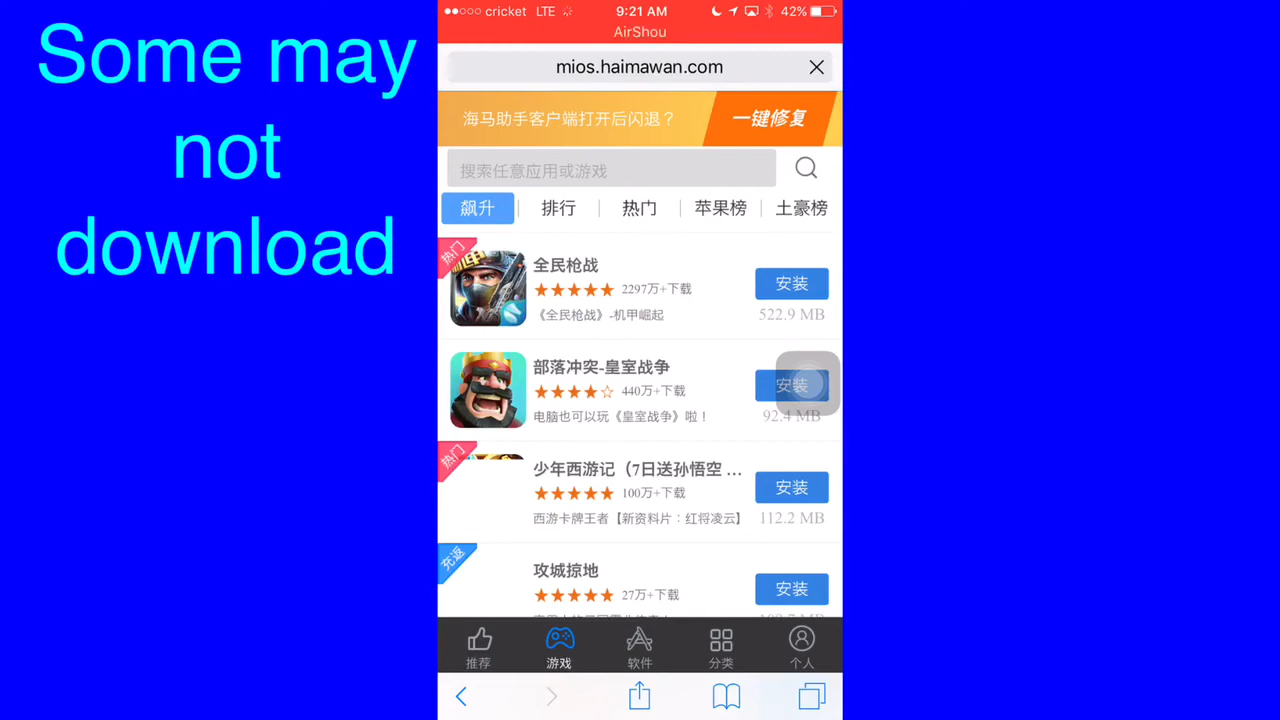 Some may
not
download
cricket LTE 9:21 AM 42%
AirShou
mios.haimawan.com
海马助手客户端打开后闪退？ 一键修复
搜索任意应用或游戏
飙升 排行 热门 苹果榜 土豪榜
热门
全民枪战
2297万+下载
安装
《全民枪战》-机甲崛起
522.9 MB
部落冲突-皇室战争
440万+下载
安装
电脑也可以玩《皇室战争》啦！
92.4 MB
热门
少年西游记（7日送孙悟空 ...
100万+下载
安装
西游卡牌王者【新资料片：红将凌云】
112.2 MB
充返
攻城掠地
27万+下载
安装
推荐 游戏 软件 分类 个人